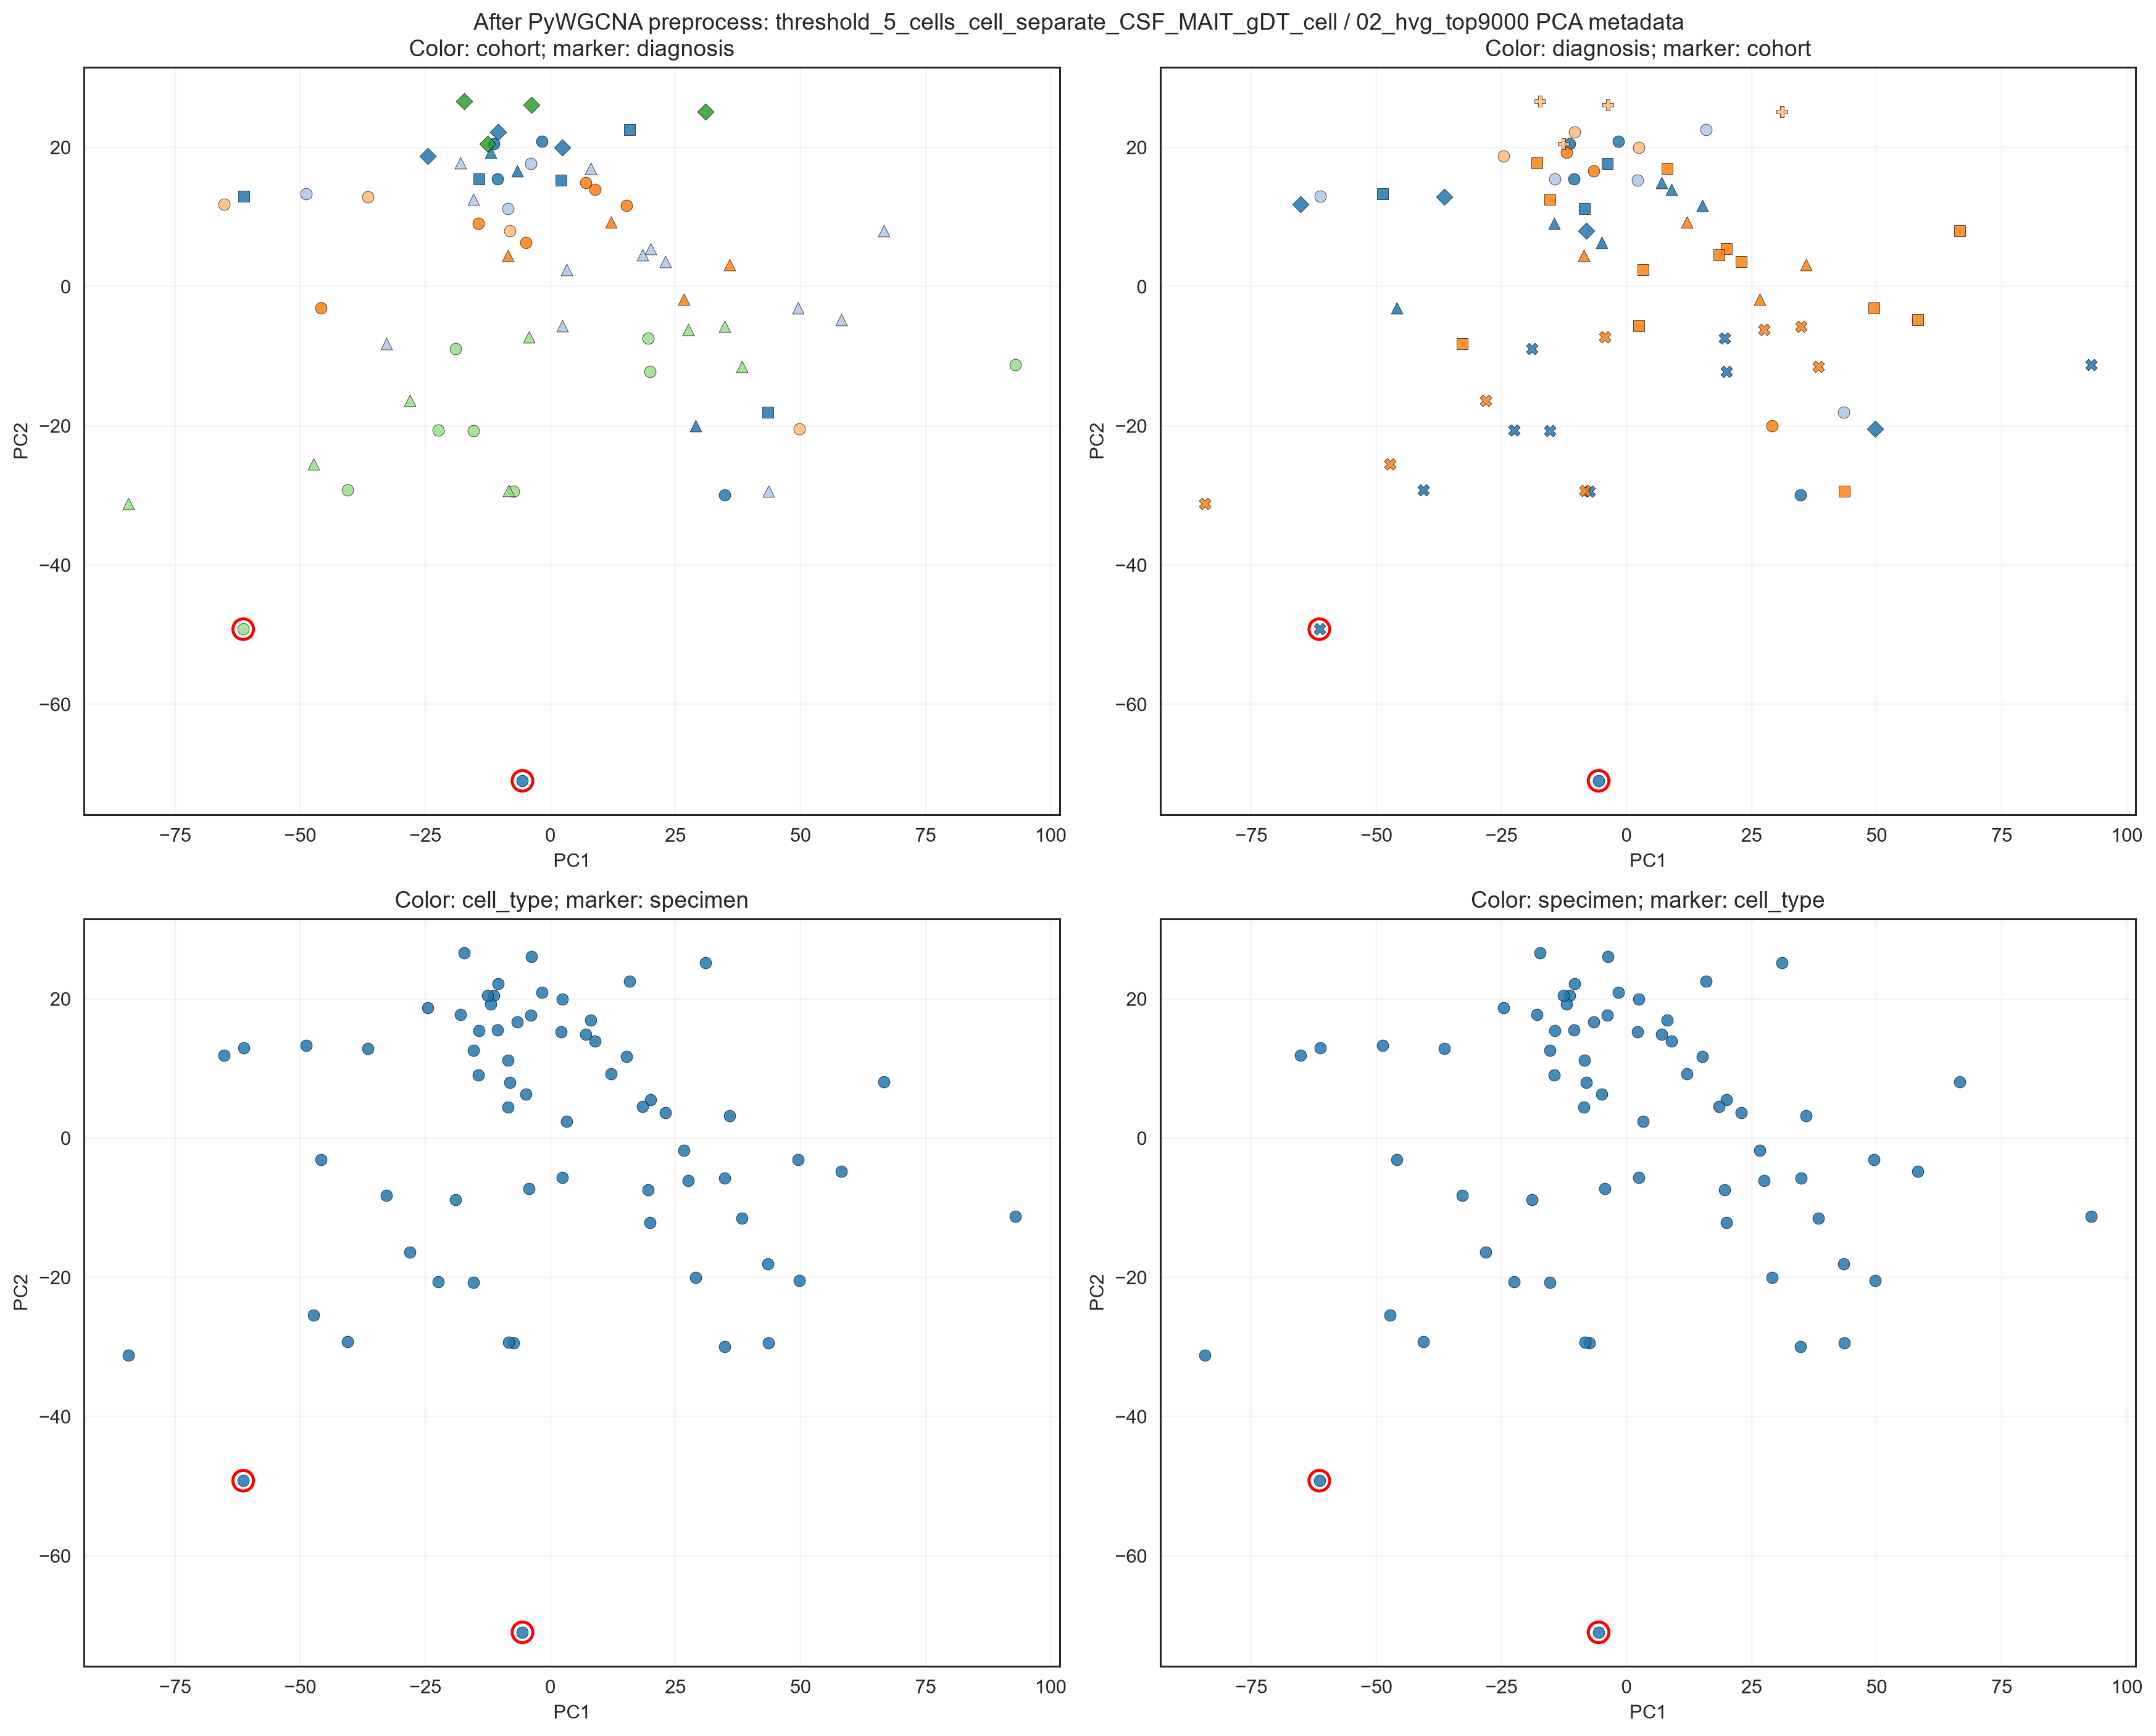 After PyWGCNA preprocess: threshold_5_cells_cell_separate_CSF_MAIT_gDT_cell / 02_hvg_top9000 PCA metadata
Color: cohort; marker: diagnosis
20
0
−20
−40
−60
PC2
−75 −50 −25 0 25 50 75 100
PC1
Color: diagnosis; marker: cohort
20
0
−20
−40
−60
PC2
−75 −50 −25 0 25 50 75 100
PC1
Color: cell_type; marker: specimen
20
0
−20
−40
−60
PC2
−75 −50 −25 0 25 50 75 100
PC1
Color: specimen; marker: cell_type
20
0
−20
−40
−60
PC2
−75 −50 −25 0 25 50 75 100
PC1